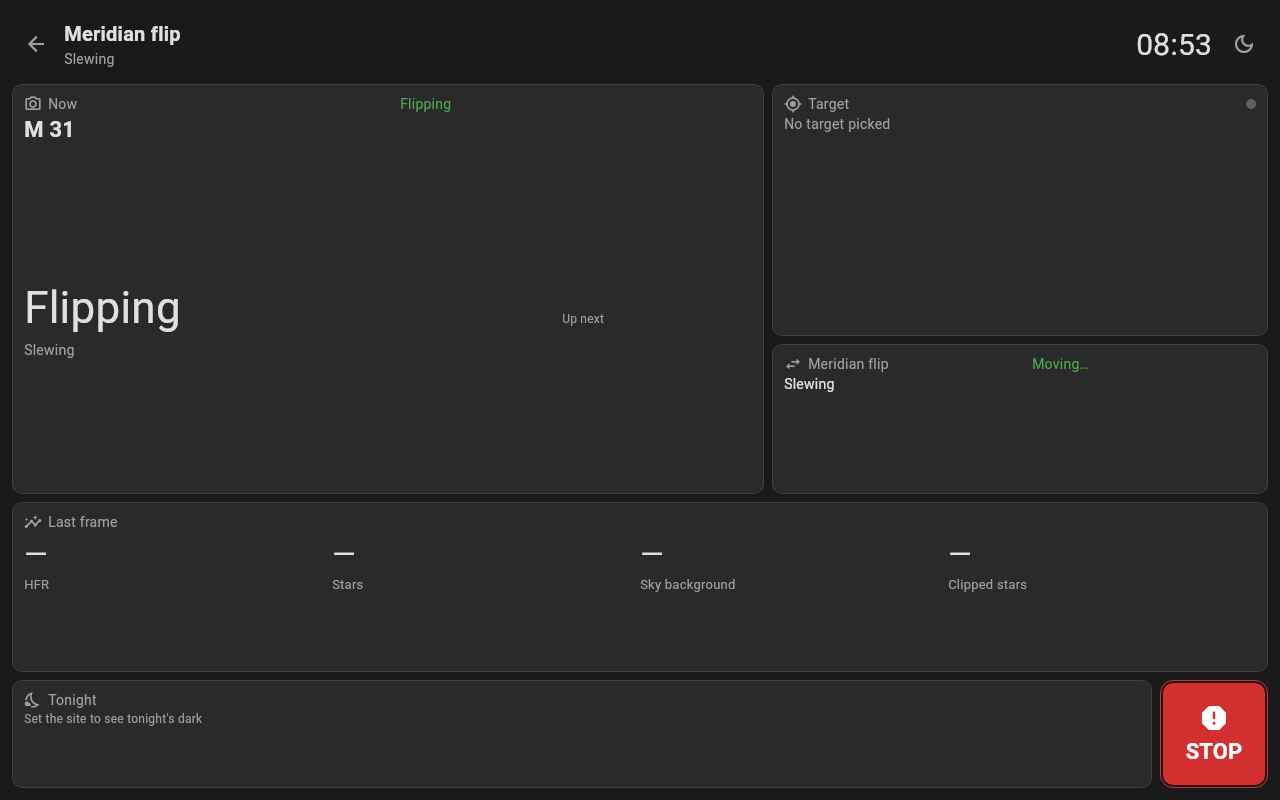 Meridian flip
Slewing
08:53
Now
Flipping
M 31
Flipping
Slewing
Up next
Target
No target picked
Meridian flip
Moving…
Slewing
Last frame
—
HFR
—
Stars
—
Sky background
—
Clipped stars
Tonight
Set the site to see tonight's dark
STOP